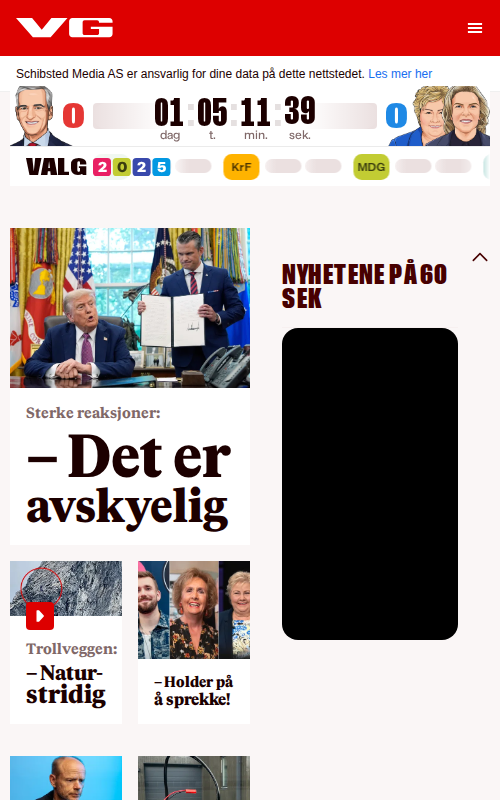 VG
Schibsted Media AS er ansvarlig for dine data på dette nettstedet. Les mer her
0
01 : 05 : 11 : 39
0
dag t. min. sek.
VALG 2025
KrF
MDG
Sterke reaksjoner:
– Det er
avskyelig
NYHETENE PÅ 60
SEK
Trollveggen:
– Natur-
stridig
– Holder på
å sprekke!